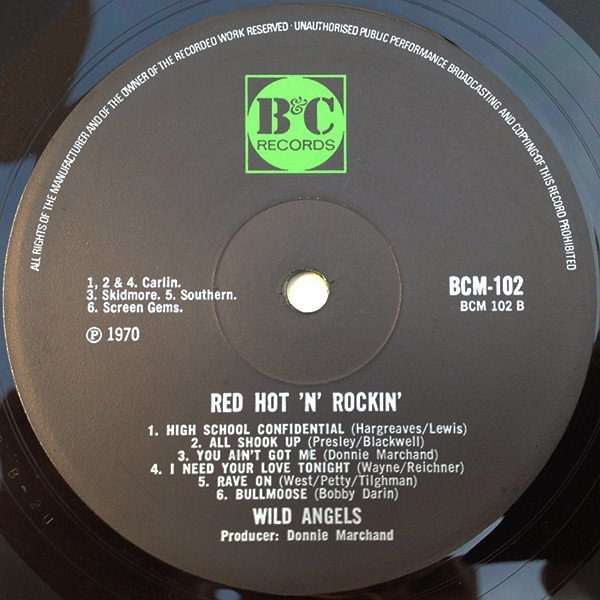 ALL RIGHTS OF THE MANUFACTURER AND OF THE OWNER OF THE RECORDED WORK RESERVED · UNAUTHORISED PUBLIC PERFORMANCE BROADCASTING AND COPYING OF THIS RECORD PROHIBITED
B&C
RECORDS
1, 2 & 4. Carlin.
3. Skidmore. 5. Southern.
6. Screen Gems.
Ⓟ 1970
BCM-102
BCM 102 B
RED HOT 'N' ROCKIN'
1. HIGH SCHOOL CONFIDENTIAL (Hargreaves/Lewis)
2. ALL SHOOK UP (Presley/Blackwell)
3. YOU AIN'T GOT ME (Donnie Marchand)
4. I NEED YOUR LOVE TONIGHT (Wayne/Reichner)
5. RAVE ON (West/Petty/Tilghman)
6. BULLMOOSE (Bobby Darin)
WILD ANGELS
Producer: Donnie Marchand